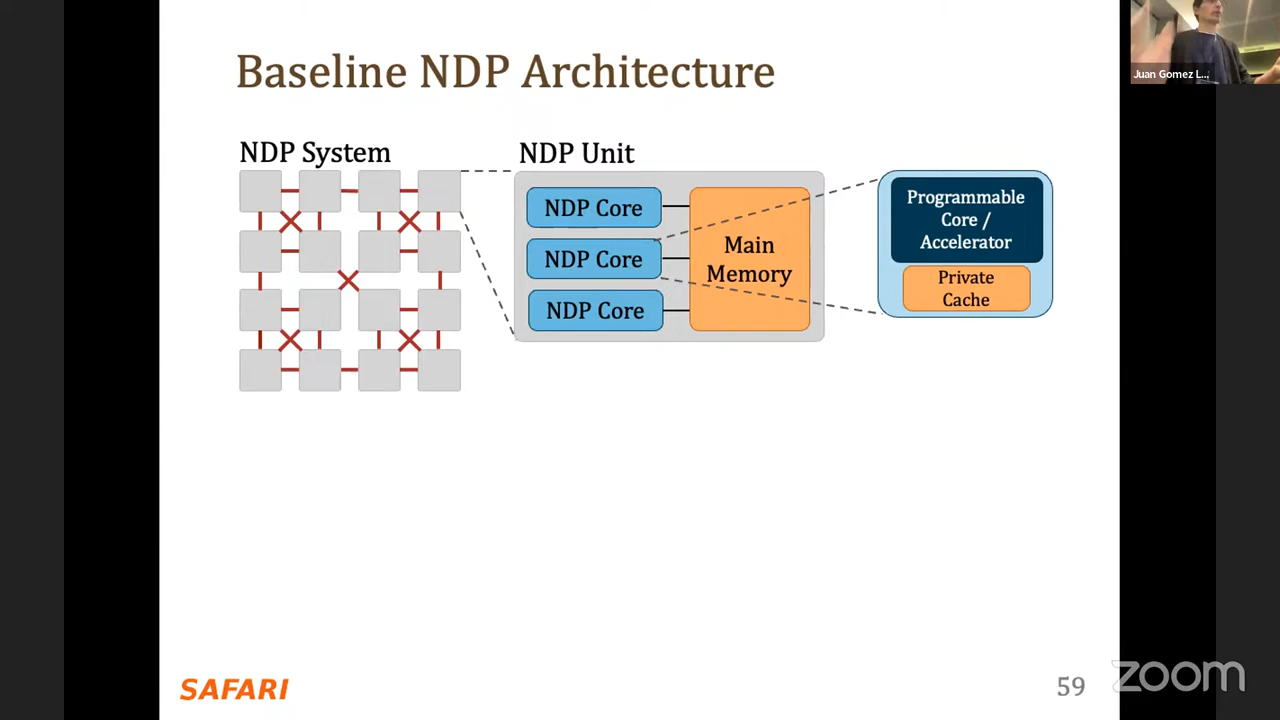 Baseline NDP Architecture
Juan Gomez L...
NDP System
NDP Unit
NDP Core
NDP Core
NDP Core
Main
Memory
Programmable
Core /
Accelerator
Private
Cache
SAFARI
59
zoom